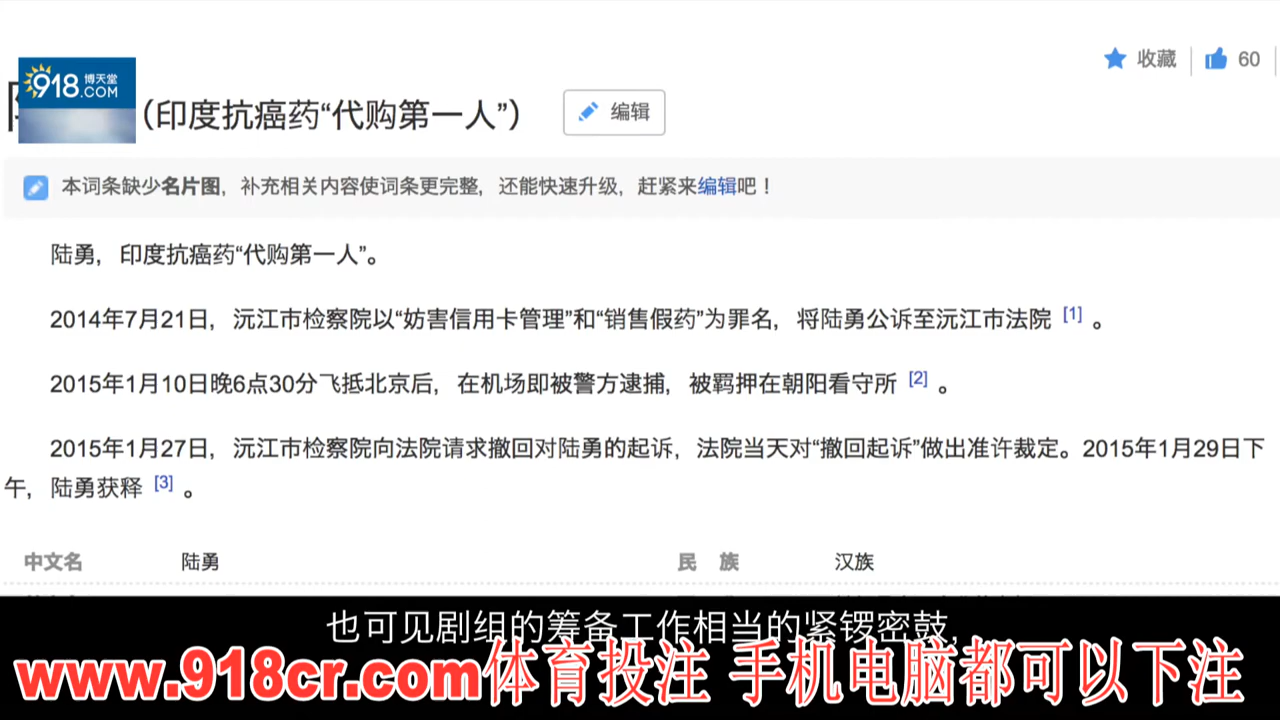 收藏 60
918 博天堂
.COM
（印度抗癌药“代购第一人”） 编辑
本词条缺少名片图，补充相关内容使词条更完整，还能快速升级，赶紧来编辑吧！
陆勇，印度抗癌药“代购第一人”。
2014年7月21日，沅江市检察院以“妨害信用卡管理”和“销售假药”为罪名，将陆勇公诉至沅江市法院 [1] 。
2015年1月10日晚6点30分飞抵北京后，在机场即被警方逮捕，被羁押在朝阳看守所 [2] 。
2015年1月27日，沅江市检察院向法院请求撤回对陆勇的起诉，法院当天对“撤回起诉”做出准许裁定。2015年1月29日下
午，陆勇获释 [3] 。
中文名 陆勇 民 族 汉族
也可见剧组的筹备工作相当的紧锣密鼓，
www.918cr.com体育投注 手机电脑都可以下注